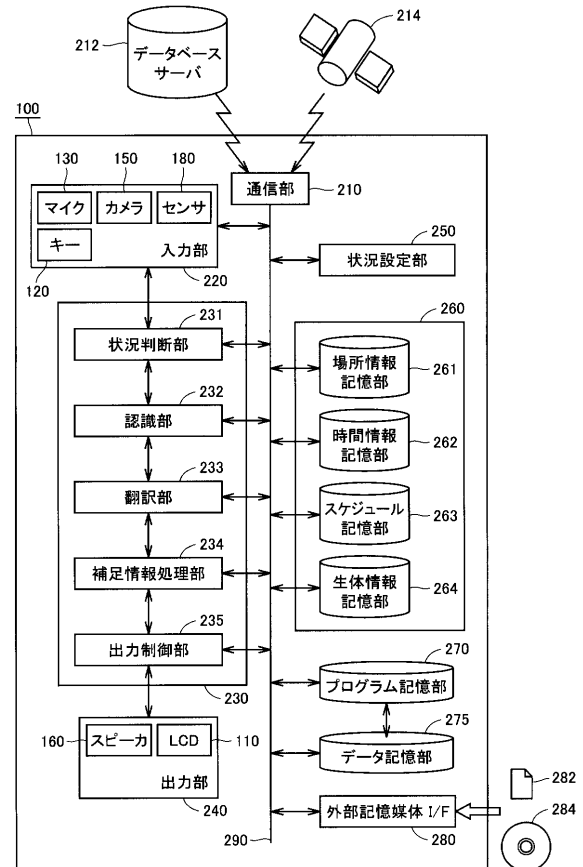 212
データベース
サーバ
214
100
130
150
180
マイク
カメラ
センサ
キー
入力部
120
220
通信部
210
250
状況設定部
231
状況判断部
232
認識部
233
翻訳部
234
補足情報処理部
235
出力制御部
230
260
場所情報
記憶部
261
時間情報
記憶部
262
スケジュール
記憶部
263
生体情報
記憶部
264
270
プログラム記憶部
275
データ記憶部
160
スピーカ
LCD
110
出力部
240
外部記憶媒体 I/F
280
290
282
284